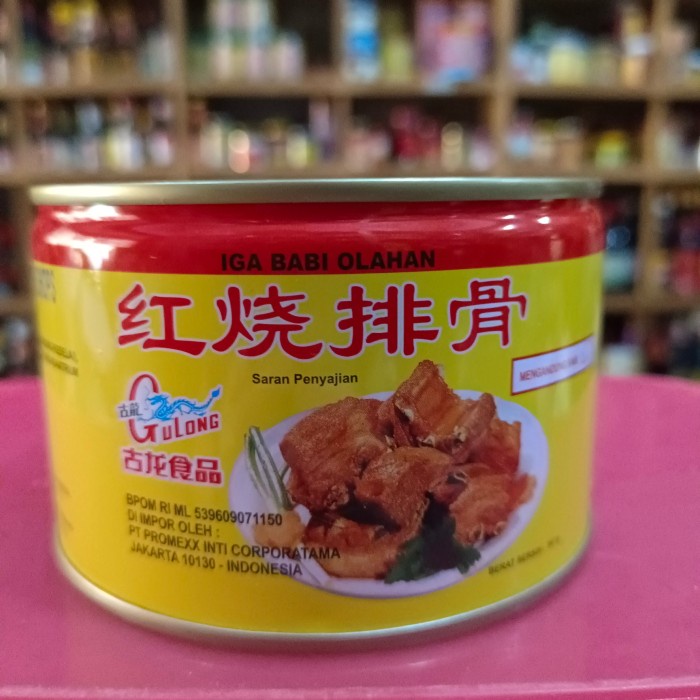 IGA BABI OLAHAN
红烧排骨
Saran Penyajian
古龍
GULONG
古龙食品
BPOM RI ML 539609071150
DI IMPOR OLEH :
PT PROMEXX INTI CORPORATAMA
JAKARTA 10130 - INDONESIA